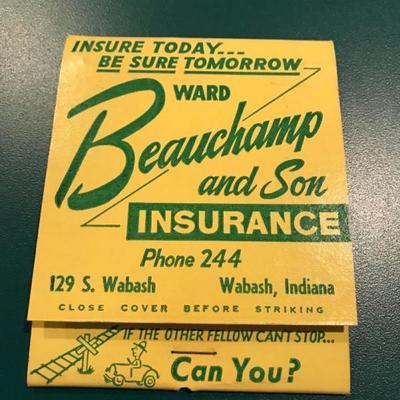 INSURE TODAY...
BE SURE TOMORROW
WARD
Beauchamp
and Son
INSURANCE
Phone 244
129 S. Wabash Wabash, Indiana
CLOSE COVER BEFORE STRIKING
IF THE OTHER FELLOW CAN'T STOP...
Can You?